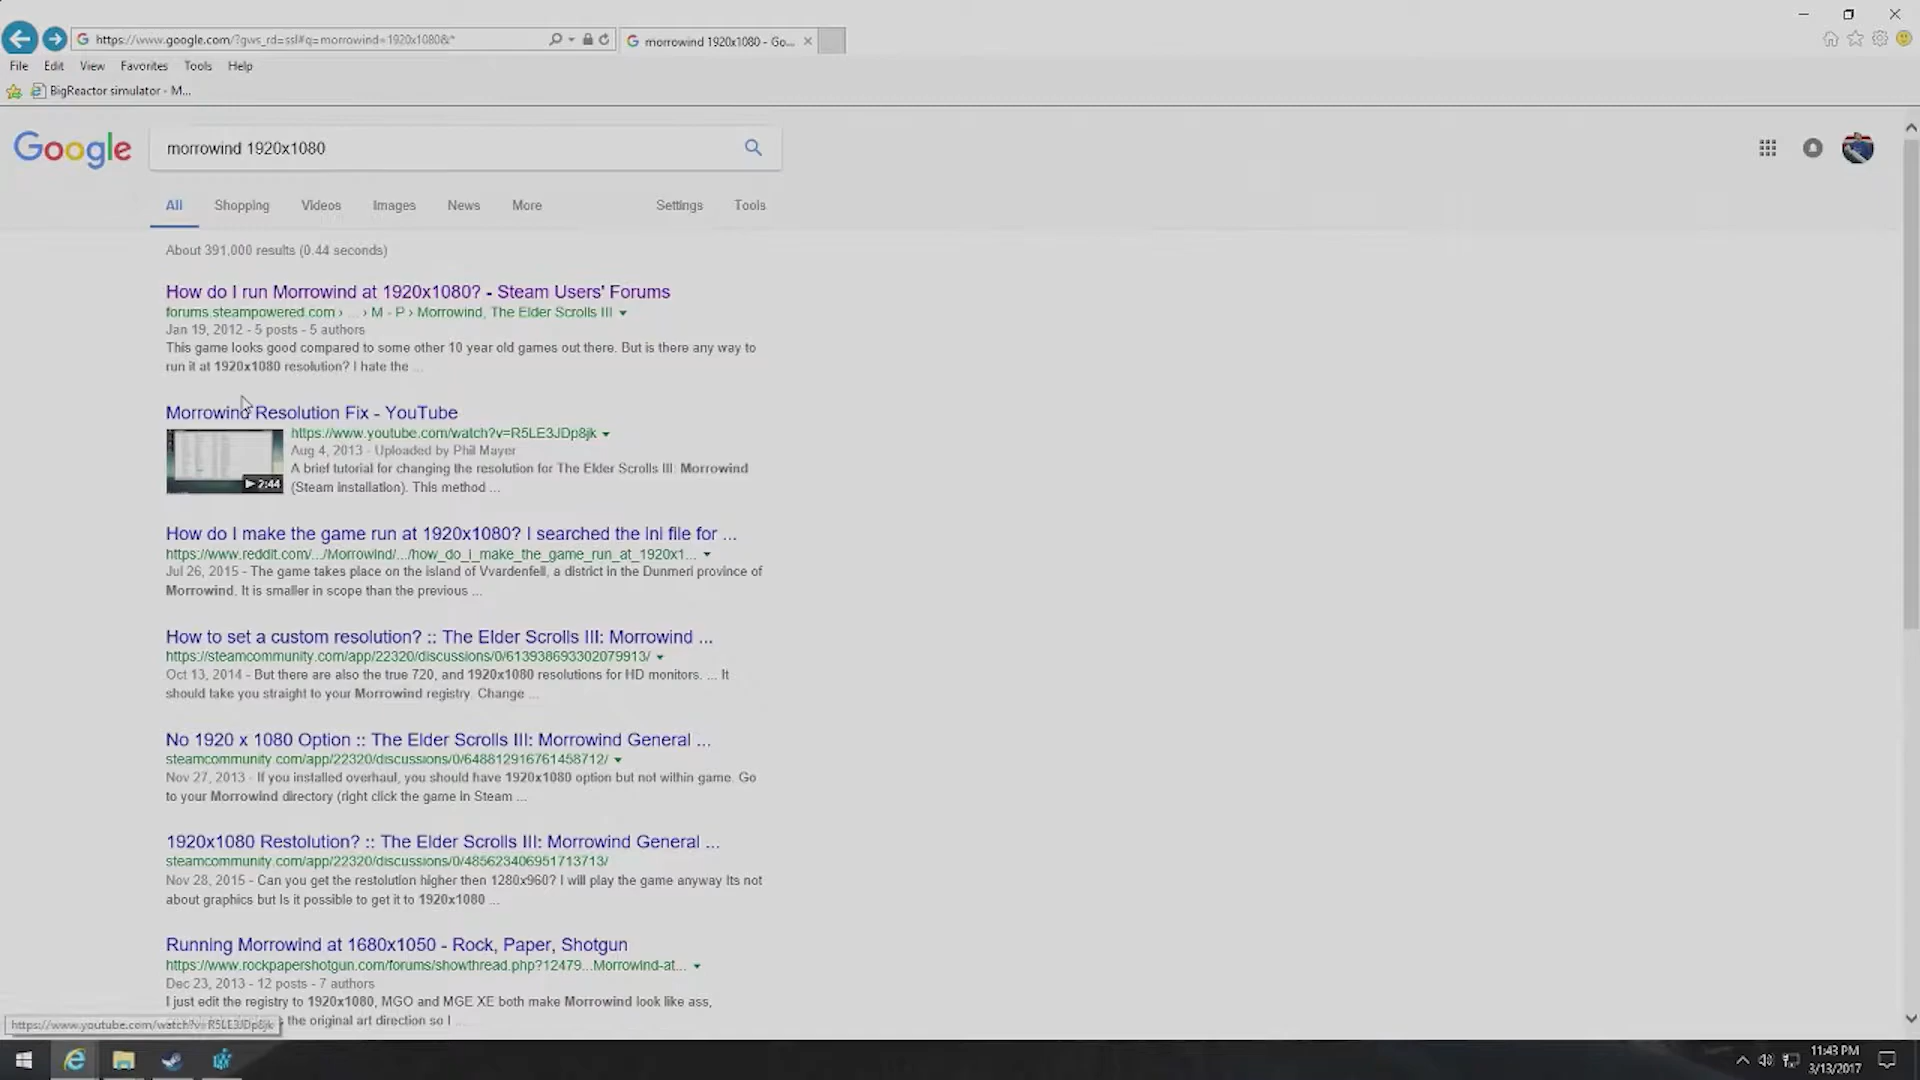 https://www.google.com/?gws_rd=ssl#q=morrowind+1920x1080&*
morrowind 1920x1080 - Go...
File Edit View Favorites Tools Help
BigReactor simulator - M...
Google
morrowind 1920x1080
All Shopping Videos Images News More Settings Tools
About 391,000 results (0.44 seconds)
How do I run Morrowind at 1920x1080? - Steam Users' Forums
forums.steampowered.com › ... › M - P › Morrowind, The Elder Scrolls III
Jan 19, 2012 - 5 posts - 5 authors
This game looks good compared to some other 10 year old games out there. But is there any way to
run it at 1920x1080 resolution? I hate the ...
Morrowind Resolution Fix - YouTube
https://www.youtube.com/watch?v=R5LE3JDp8jk
Aug 4, 2013 - Uploaded by Phil Mayer
A brief tutorial for changing the resolution for The Elder Scrolls III: Morrowind
2:44
(Steam installation). This method ...
How do I make the game run at 1920x1080? I searched the ini file for ...
https://www.reddit.com/.../Morrowind/.../how_do_i_make_the_game_run_at_1920x1...
Jul 26, 2015 - The game takes place on the island of Vvardenfell, a district in the Dunmeri province of
Morrowind. It is smaller in scope than the previous ...
How to set a custom resolution? :: The Elder Scrolls III: Morrowind ...
https://steamcommunity.com/app/22320/discussions/0/613938693302079913/
Oct 13, 2014 - But there are also the true 720, and 1920x1080 resolutions for HD monitors. ... It
should take you straight to your Morrowind registry. Change ...
No 1920 x 1080 Option :: The Elder Scrolls III: Morrowind General ...
steamcommunity.com/app/22320/discussions/0/648812916761458712/
Nov 27, 2013 - If you installed overhaul, you should have 1920x1080 option but not within game. Go
to your Morrowind directory (right click the game in Steam ...
1920x1080 Restolution? :: The Elder Scrolls III: Morrowind General ...
steamcommunity.com/app/22320/discussions/0/485623406951713713/
Nov 28, 2015 - Can you get the restolution higher then 1280x960? I will play the game anyway Its not
about graphics but Is it possible to get it to 1920x1080 ...
Running Morrowind at 1680x1050 - Rock, Paper, Shotgun
https://www.rockpapershotgun.com/forums/showthread.php?12479...Morrowind-at...
Dec 23, 2013 - 12 posts - 7 authors
I just edit the registry to 1920x1080, MGO and MGE XE both make Morrowind look like ass,
the original art direction so I ...
https://www.youtube.com/watch?v=R5LE3JDp8jk
11:43 PM
3/13/2017